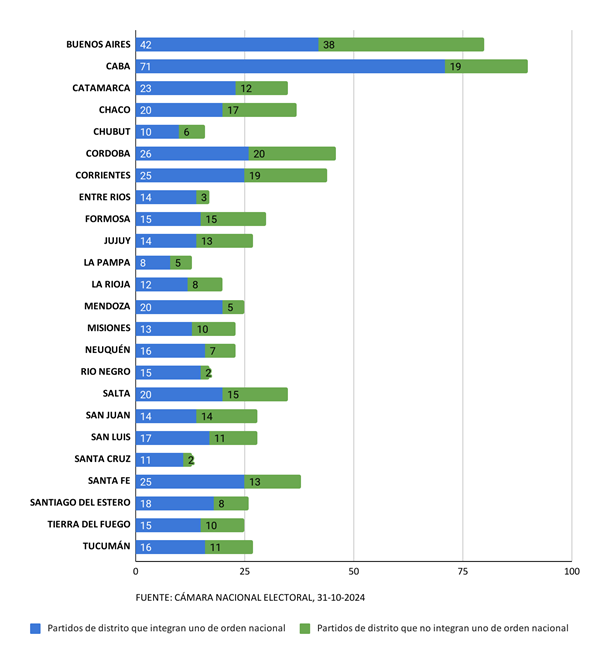 BUENOS AIRES 42 38
CABA 71 19
CATAMARCA 23 12
CHACO 20 17
CHUBUT 10 6
CORDOBA 26 20
CORRIENTES 25 19
ENTRE RIOS 14 3
FORMOSA 15 15
JUJUY 14 13
LA PAMPA 8 5
LA RIOJA 12 8
MENDOZA 20 5
MISIONES 13 10
NEUQUÉN 16 7
RIO NEGRO 15 2
SALTA 20 15
SAN JUAN 14 14
SAN LUIS 17 11
SANTA CRUZ 11 2
SANTA FE 25 13
SANTIAGO DEL ESTERO 18 8
TIERRA DEL FUEGO 15 10
TUCUMÁN 16 11
0 25 50 75 100
FUENTE: CÁMARA NACIONAL ELECTORAL, 31-10-2024
Partidos de distrito que integran uno de orden nacional Partidos de distrito que no integran uno de orden nacional